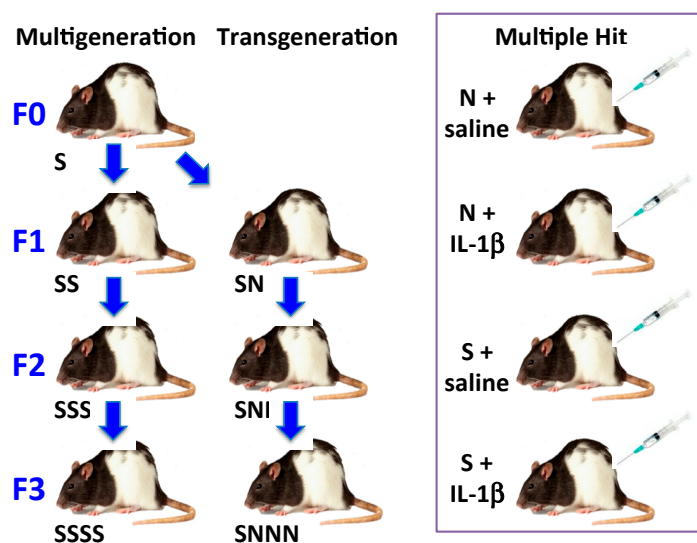 Multigeneration
Transgeneration
F0
S
F1
SS
SN
F2
SSS
SNI
F3
SSSS
SNNN
Multiple Hit
N +
saline
N +
IL-1β
S +
saline
S +
IL-1β